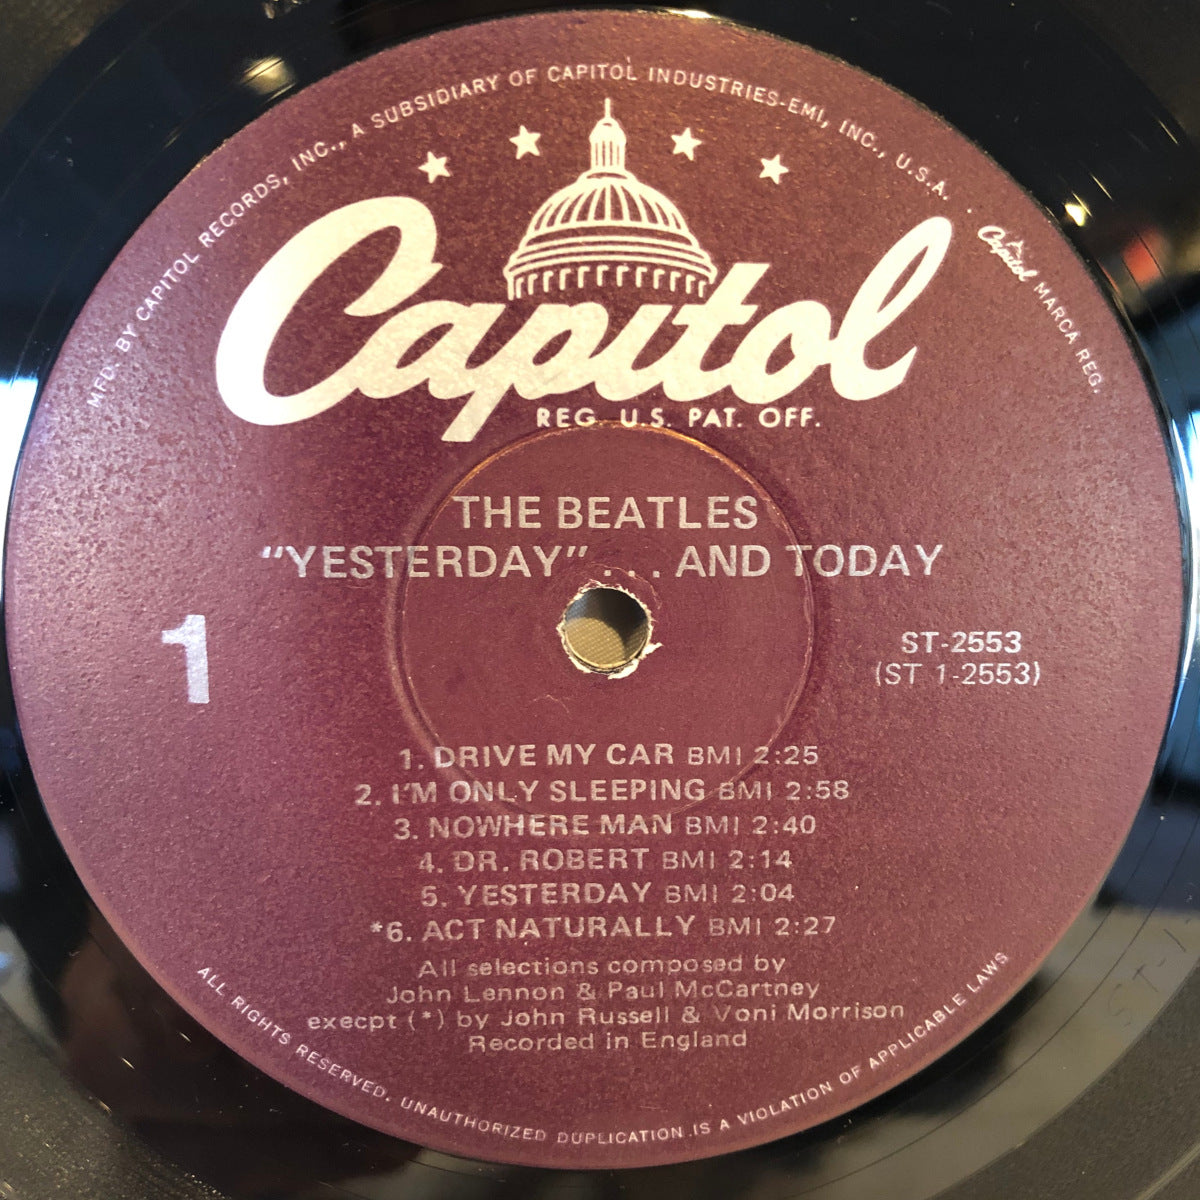 MFD. BY CAPITOL RECORDS, INC., A SUBSIDIARY OF CAPITOL INDUSTRIES-EMI, INC., U.S.A. . Capitol MARCA REG.
Capitol
REG. U.S. PAT. OFF.
THE BEATLES
"YESTERDAY" . . . AND TODAY
1
ST-2553
(ST 1-2553)
1. DRIVE MY CAR BMI 2:25
2. I'M ONLY SLEEPING BMI 2:58
3. NOWHERE MAN BMI 2:40
4. DR. ROBERT BMI 2:14
5. YESTERDAY BMI 2:04
*6. ACT NATURALLY BMI 2:27
All selections composed by
John Lennon & Paul McCartney
execpt (*) by John Russell & Voni Morrison
Recorded in England
ALL RIGHTS RESERVED. UNAUTHORIZED DUPLICATION IS A VIOLATION OF APPLICABLE LAWS